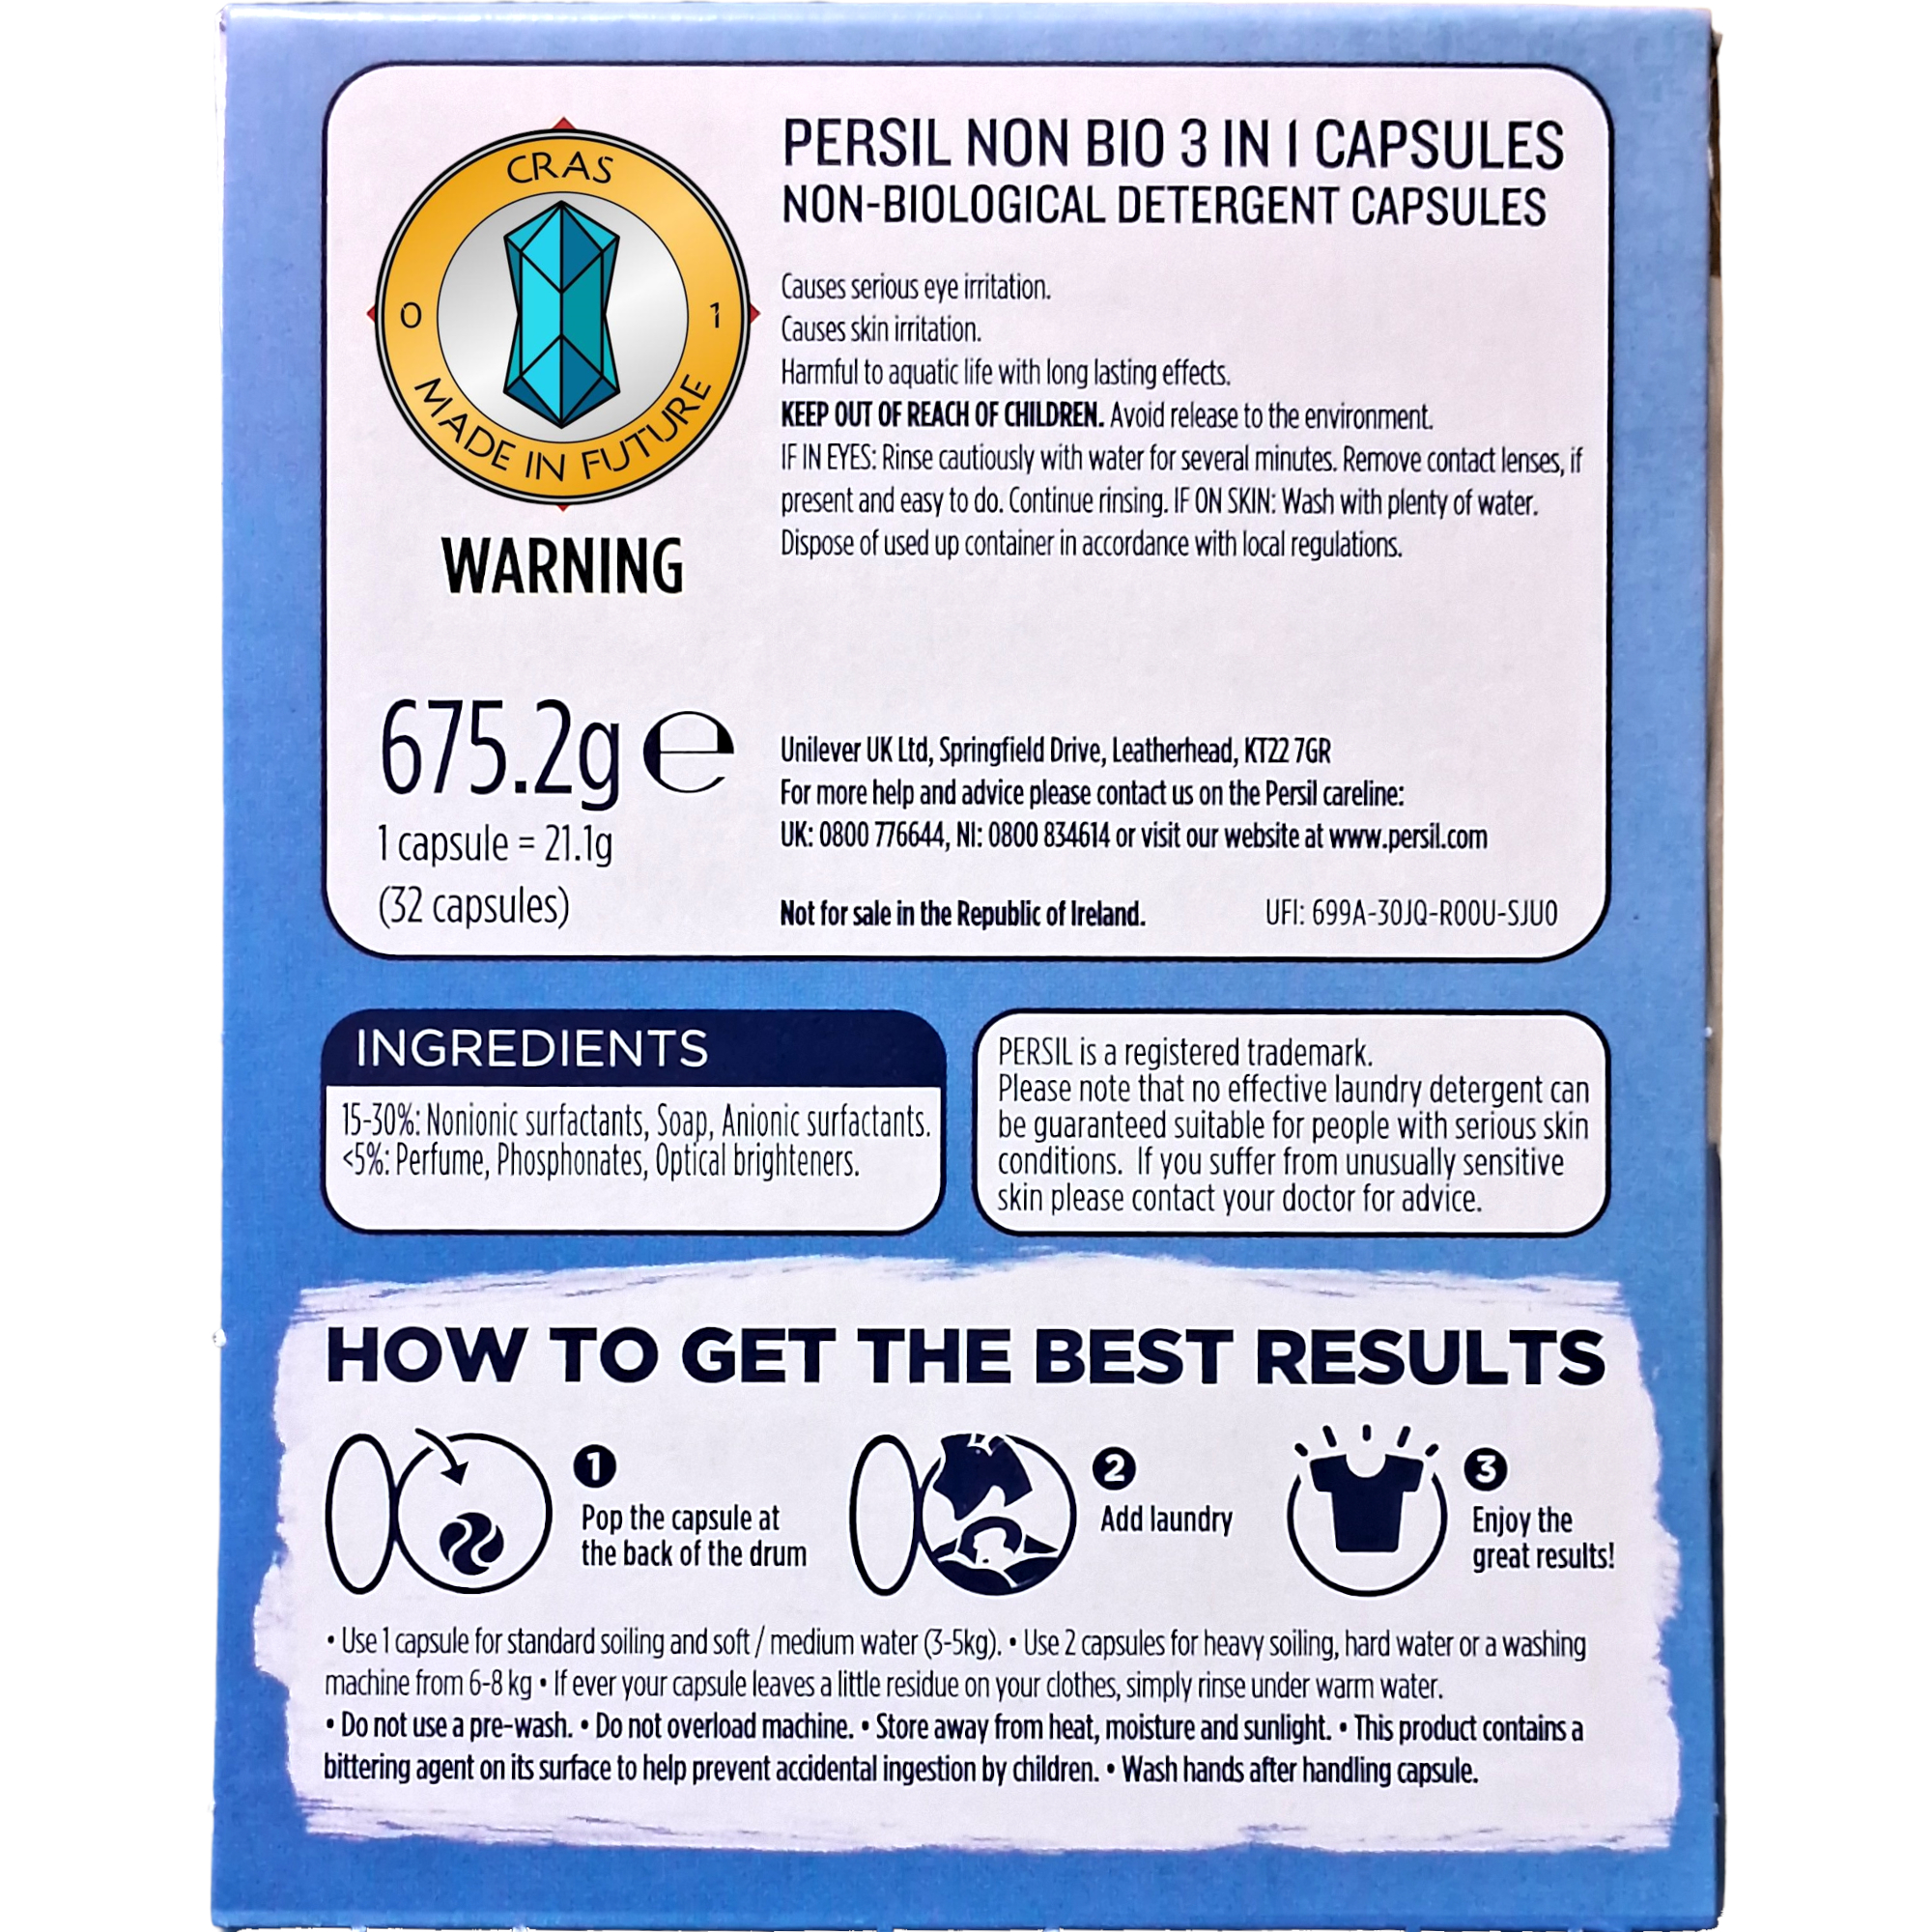 CRAS
0 1
MADE IN FUTURE
WARNING
PERSIL NON BIO 3 IN 1 CAPSULES
NON-BIOLOGICAL DETERGENT CAPSULES
Causes serious eye irritation.
Causes skin irritation.
Harmful to aquatic life with long lasting effects.
KEEP OUT OF REACH OF CHILDREN. Avoid release to the environment.
IF IN EYES: Rinse cautiously with water for several minutes. Remove contact lenses, if
present and easy to do. Continue rinsing. IF ON SKIN: Wash with plenty of water.
Dispose of used up container in accordance with local regulations.
675.2g e
1 capsule = 21.1g
(32 capsules)
Unilever UK Ltd, Springfield Drive, Leatherhead, KT22 7GR
For more help and advice please contact us on the Persil careline:
UK: 0800 776644, NI: 0800 834614 or visit our website at www.persil.com
Not for sale in the Republic of Ireland. UFI: 699A-30JQ-R00U-SJU0
INGREDIENTS
15-30%: Nonionic surfactants, Soap, Anionic surfactants.
<5%: Perfume, Phosphonates, Optical brighteners.
PERSIL is a registered trademark.
Please note that no effective laundry detergent can
be guaranteed suitable for people with serious skin
conditions. If you suffer from unusually sensitive
skin please contact your doctor for advice.
HOW TO GET THE BEST RESULTS
1
Pop the capsule at
the back of the drum
2
Add laundry
3
Enjoy the
great results!
• Use 1 capsule for standard soiling and soft / medium water (3-5kg). • Use 2 capsules for heavy soiling, hard water or a washing
machine from 6-8 kg • If ever your capsule leaves a little residue on your clothes, simply rinse under warm water.
• Do not use a pre-wash. • Do not overload machine. • Store away from heat, moisture and sunlight. • This product contains a
bittering agent on its surface to help prevent accidental ingestion by children. • Wash hands after handling capsule.